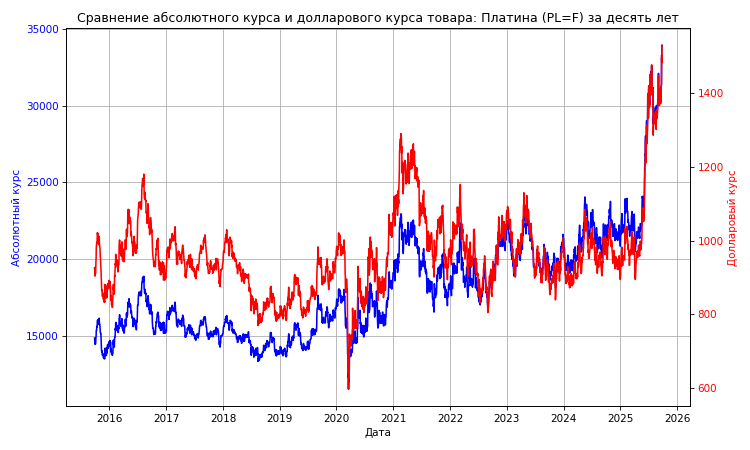 Сравнение абсолютного курса и долларового курса товара: Платина (PL=F) за десять лет
35000
30000
25000
20000
15000
Абсолютный курс
1400
1200
1000
800
600
Долларовый курс
2016 2017 2018 2019 2020 2021 2022 2023 2024 2025 2026
Дата